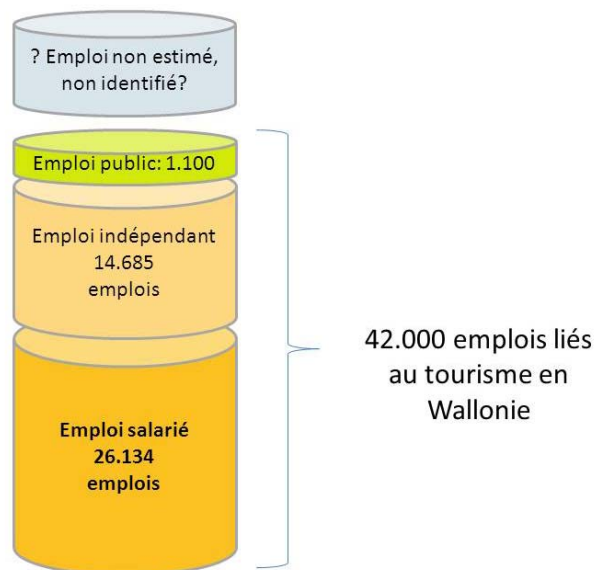 ? Emploi non estimé,
non identifié?
Emploi public: 1.100
Emploi indépendant
14.685
emplois
Emploi salarié
26.134
emplois
42.000 emplois liés
au tourisme en
Wallonie